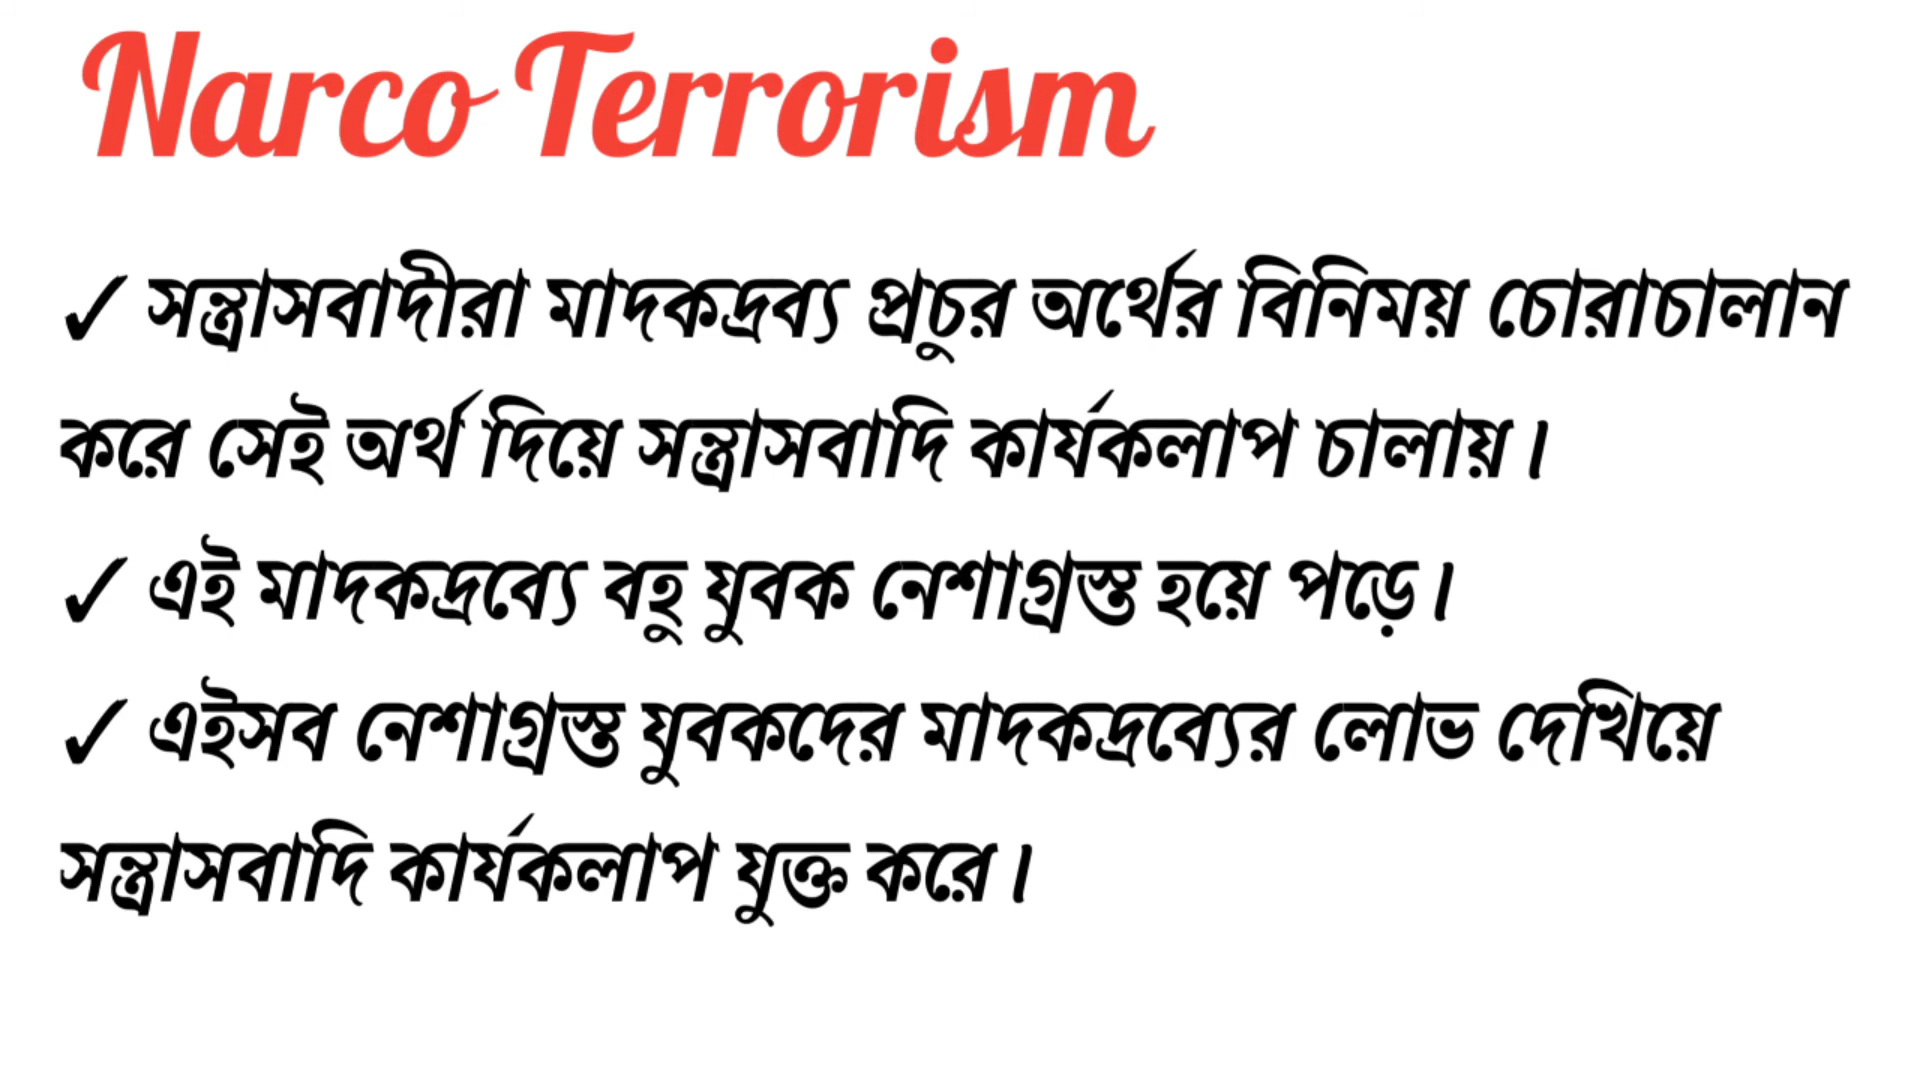 Narco Terrorism
✓ সন্ত্রাসবাদীরা মাদকদ্রব্য প্রচুর অর্থের বিনিময় চোরাচালান
করে সেই অর্থ দিয়ে সন্ত্রাসবাদি কার্যকলাপ চালায়।
✓ এই মাদকদ্রব্যে বহু যুবক নেশাগ্রস্ত হয়ে পড়ে।
✓ এইসব নেশাগ্রস্ত যুবকদের মাদকদ্রব্যের লোভ দেখিয়ে
সন্ত্রাসবাদি কার্যকলাপ যুক্ত করে।